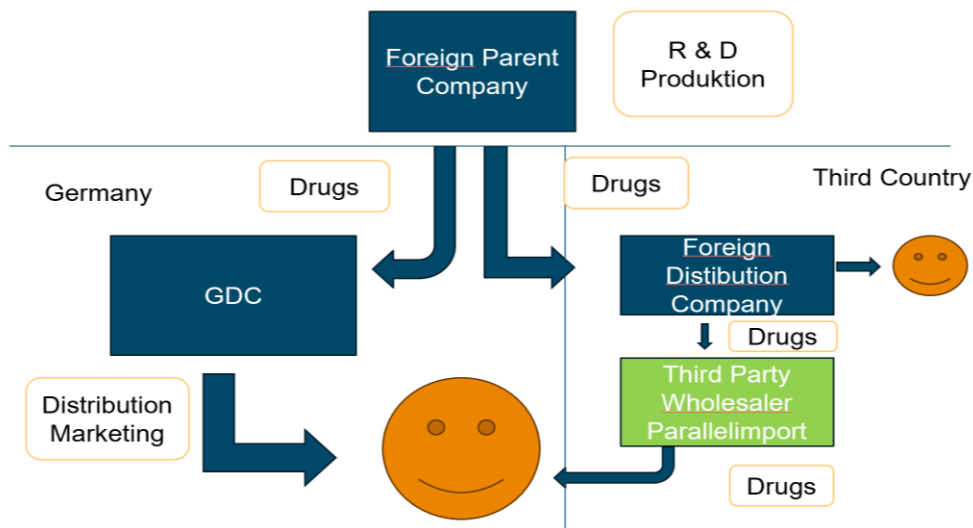 Foreign Parent
Company
R & D
Produktion
Germany
Drugs
Drugs
Third Country
GDC
Foreign
Distibution
Company
Drugs
Distribution
Marketing
Third Party
Wholesaler
Parallelimport
Drugs